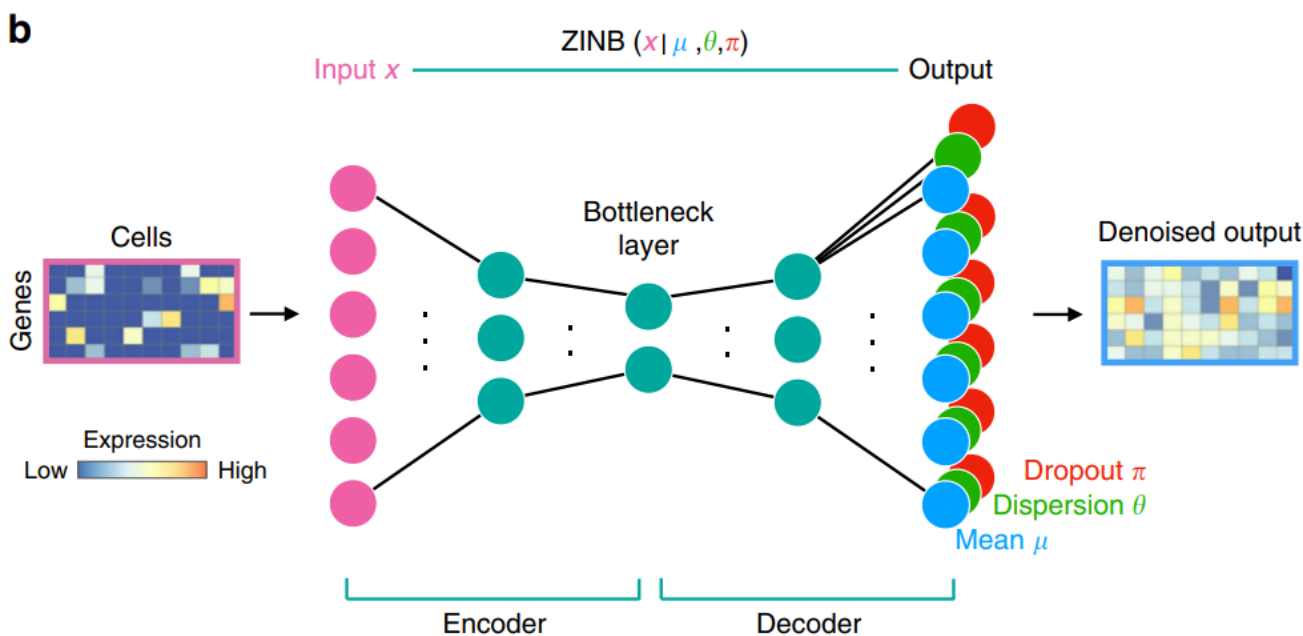 b
ZINB (x | μ ,θ,π)
Input x
Output
Bottleneck
layer
Cells
Genes
Denoised output
Expression
Low
High
Dropout π
Dispersion θ
Mean μ
Encoder
Decoder